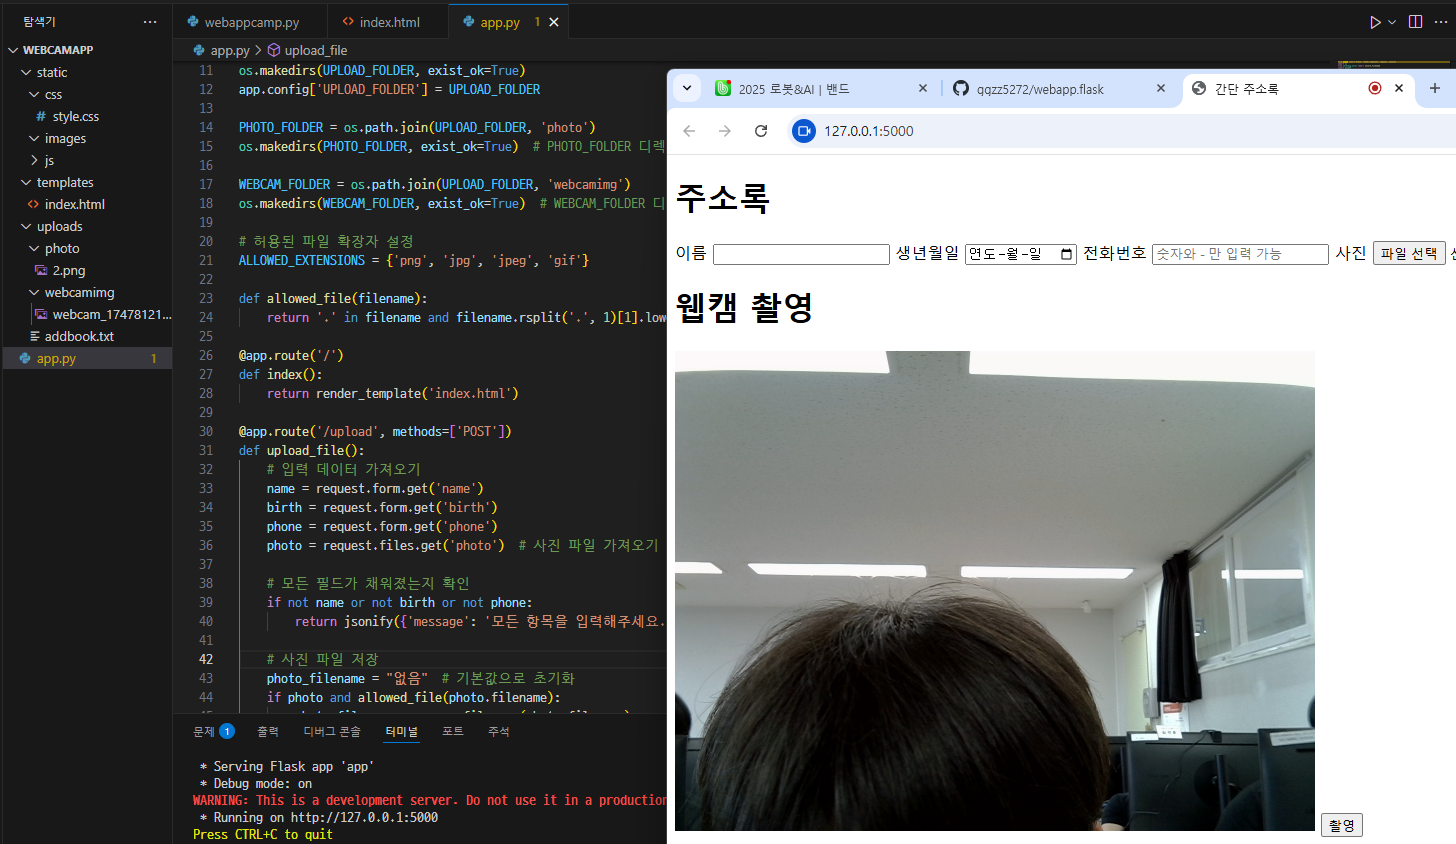 탐색기 ···
WEBCAMAPP
static
css
# style.css
images
js
templates
<> index.html
uploads
photo
2.png
webcamimg
webcam_17478121...
addbook.txt
app.py 1
webappcamp.py
<> index.html
app.py 1
app.py > upload_file
11 os.makedirs(UPLOAD_FOLDER, exist_ok=True)
12 app.config['UPLOAD_FOLDER'] = UPLOAD_FOLDER
13
14 PHOTO_FOLDER = os.path.join(UPLOAD_FOLDER, 'photo')
15 os.makedirs(PHOTO_FOLDER, exist_ok=True)  # PHOTO_FOLDER 디렉
16
17 WEBCAM_FOLDER = os.path.join(UPLOAD_FOLDER, 'webcamimg')
18 os.makedirs(WEBCAM_FOLDER, exist_ok=True)  # WEBCAM_FOLDER 디
19
20 # 허용된 파일 확장자 설정
21 ALLOWED_EXTENSIONS = {'png', 'jpg', 'jpeg', 'gif'}
22
23 def allowed_file(filename):
24     return '.' in filename and filename.rsplit('.', 1)[1].lowe
25
26 @app.route('/')
27 def index():
28     return render_template('index.html')
29
30 @app.route('/upload', methods=['POST'])
31 def upload_file():
32     # 입력 데이터 가져오기
33     name = request.form.get('name')
34     birth = request.form.get('birth')
35     phone = request.form.get('phone')
36     photo = request.files.get('photo')  # 사진 파일 가져오기
37
38     # 모든 필드가 채워졌는지 확인
39     if not name or not birth or not phone:
40         return jsonify({'message': '모든 항목을 입력해주세요.
41
42     # 사진 파일 저장
43     photo_filename = "없음"  # 기본값으로 초기화
44     if photo and allowed_file(photo.filename):
문제 1 출력 디버그 콘솔 터미널 포트 주석
* Serving Flask app 'app'
* Debug mode: on
WARNING: This is a development server. Do not use it in a production
* Running on http://127.0.0.1:5000
Press CTRL+C to quit
2025 로봇&AI | 밴드
qqzz5272/webapp.flask
간단 주소록
127.0.0.1:5000
주소록
이름 생년월일 연도-월-일 전화번호 숫자와 - 만 입력 가능 사진 파일 선택
웹캠 촬영
촬영